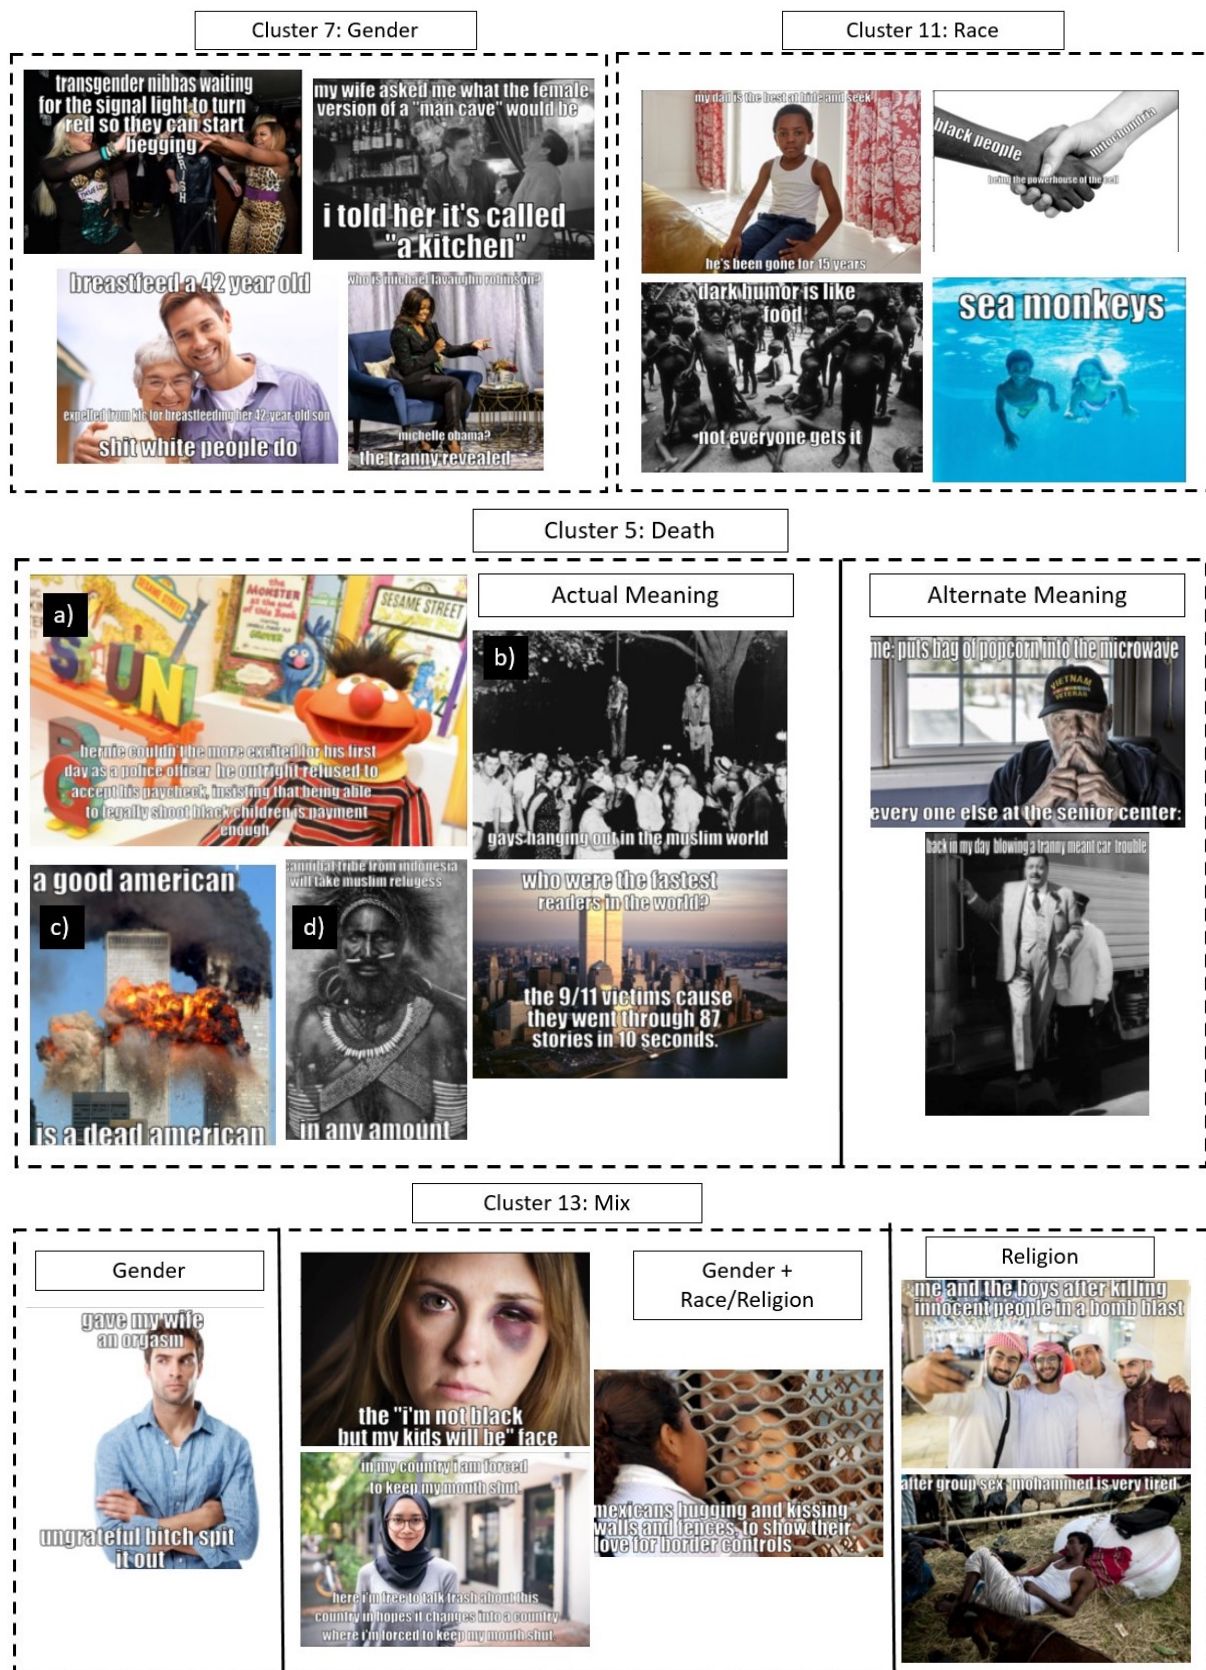 Cluster 7: Gender
transgender nibbas waiting
for the signal light to turn
red so they can start
begging
my wife asked me what the female
version of a "man cave" would be
i told her it's called
"a kitchen"
breastfeed a 42 year old
expelled from kfc for breastfeeding her 42-year-old son
shit white people do
who is michael lavaughn robinson?
michelle obama?
the tranny revealed
Cluster 11: Race
my dad is the best at hide and seek
he's been gone for 15 years
black people
mitochondria
being the powerhouse of the cell
dark humor is like
food
not everyone gets it
sea monkeys
Cluster 5: Death
a)
SESAME STREET
the
MONSTER
at the end
of this Book
GROVER
SESAME STREET
SUN
bernie couldn't be more excited for his first
day as a police officer he outright refused to
accept his paycheck, insisting that being able
to legally shoot black children is payment
enough
Actual Meaning
b)
gays hanging out in the muslim world
c)
a good american
is a dead american
d)
cannibal tribe from indonesia
will take muslim refugess
in any amount
who were the fastest
readers in the world?
the 9/11 victims cause
they went through 87
stories in 10 seconds.
Alternate Meaning
me: puts bag of popcorn into the microwave
VIETNAM
VETERAN
every one else at the senior center:
back in my day blowing a tranny meant car trouble
Cluster 13: Mix
Gender
gave my wife
an orgasm
ungrateful bitch spit
it out
Gender +
Race/Religion
the "i'm not black
but my kids will be" face
in my country i am forced
to keep my mouth shut.
here i'm free to talk trash about this
country in hopes it changes into a country
where i'm forced to keep my mouth shut.
mexicans hugging and kissing
walls and fences, to show their
love for border controls
Religion
me and the boys after killing
innocent people in a bomb blast
after group sex- mohammed is very tired